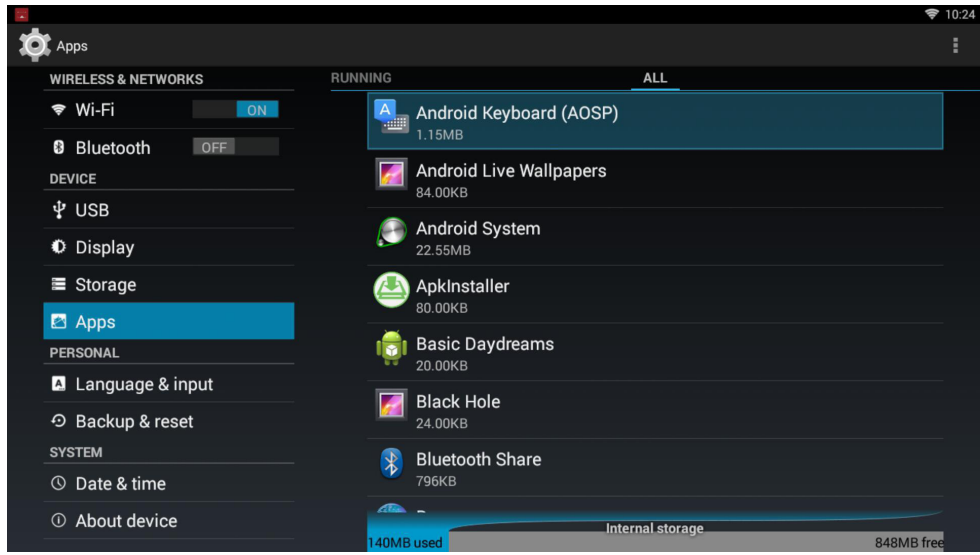 10:24
Apps
WIRELESS & NETWORKS
Wi-Fi ON
Bluetooth OFF
DEVICE
USB
Display
Storage
Apps
PERSONAL
Language & input
Backup & reset
SYSTEM
Date & time
About device
RUNNING ALL
Android Keyboard (AOSP)
1.15MB
Android Live Wallpapers
84.00KB
Android System
22.55MB
ApkInstaller
80.00KB
Basic Daydreams
20.00KB
Black Hole
24.00KB
Bluetooth Share
796KB
Internal storage
140MB used 848MB free